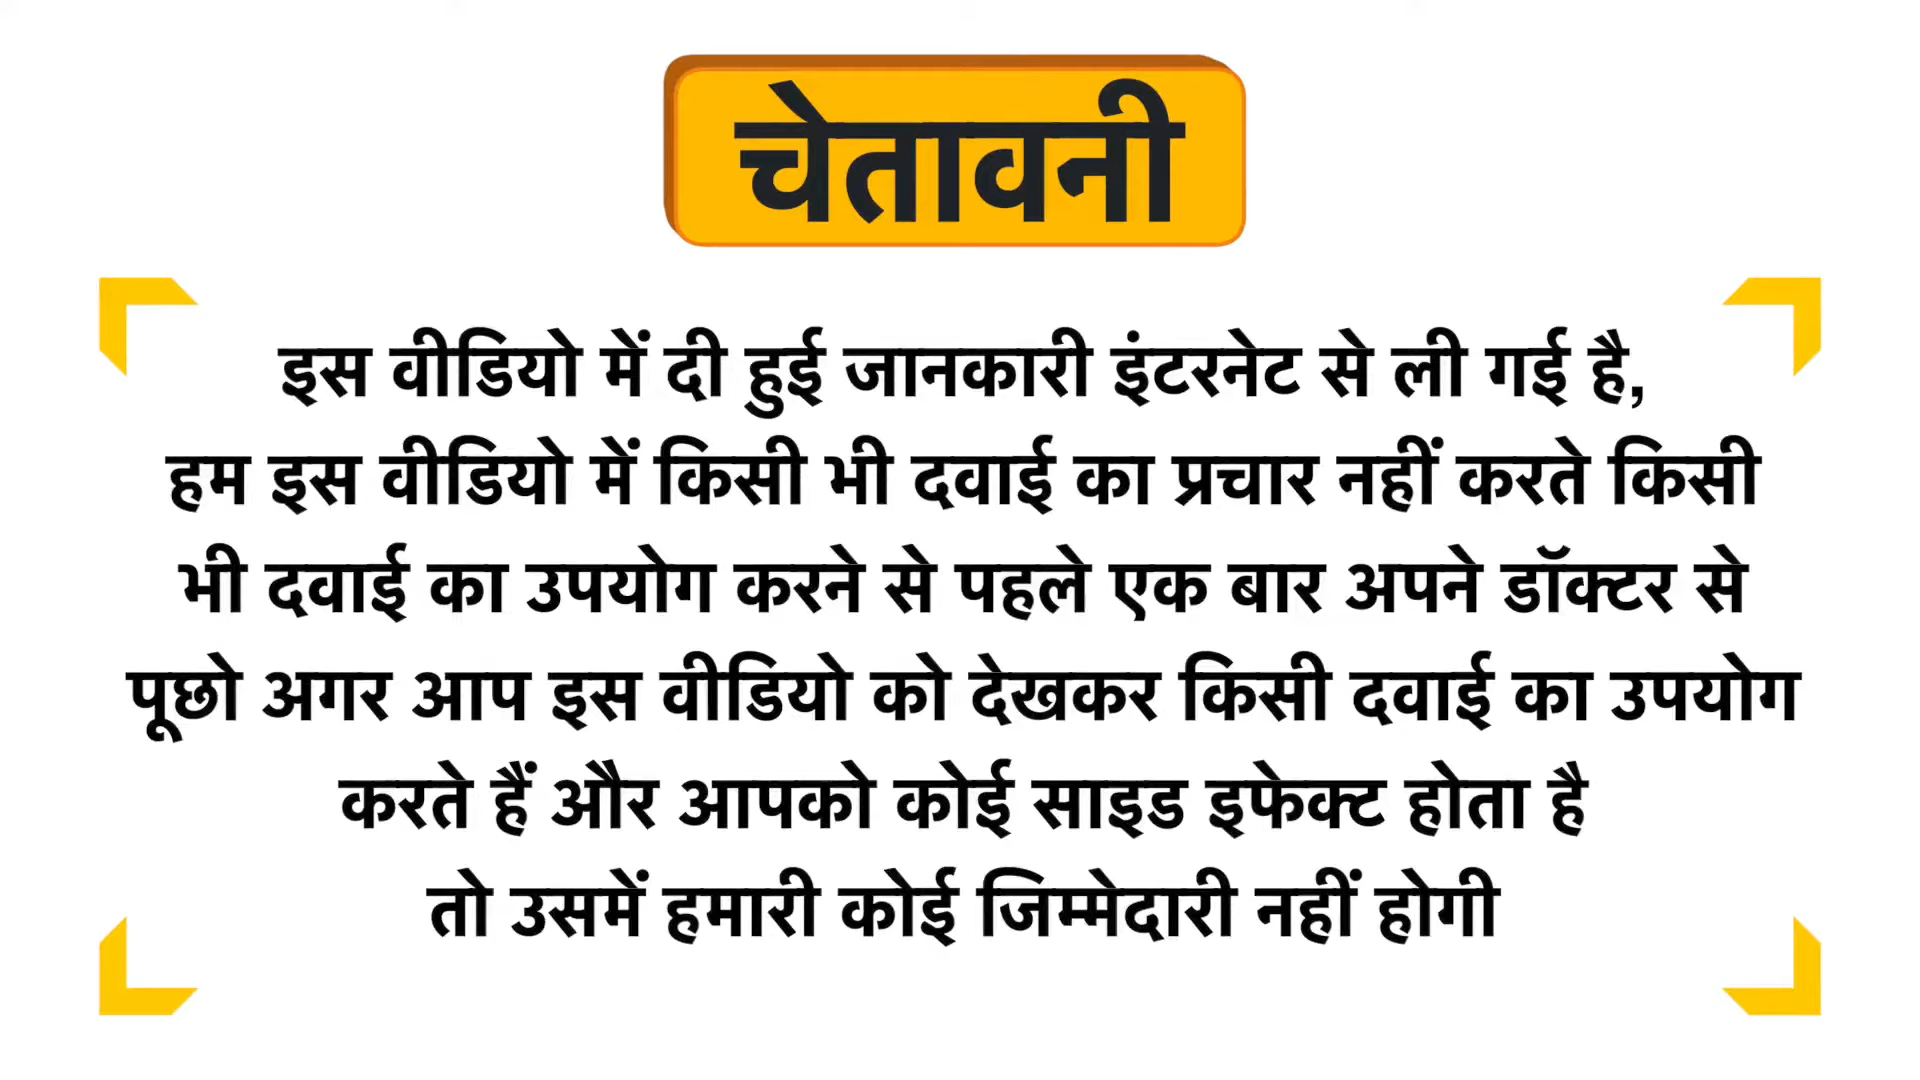 चेतावनी
इस वीडियो में दी हुई जानकारी इंटरनेट से ली गई है,
हम इस वीडियो में किसी भी दवाई का प्रचार नहीं करते किसी
भी दवाई का उपयोग करने से पहले एक बार अपने डॉक्टर से
पूछो अगर आप इस वीडियो को देखकर किसी दवाई का उपयोग
करते हैं और आपको कोई साइड इफेक्ट होता है
तो उसमें हमारी कोई जिम्मेदारी नहीं होगी